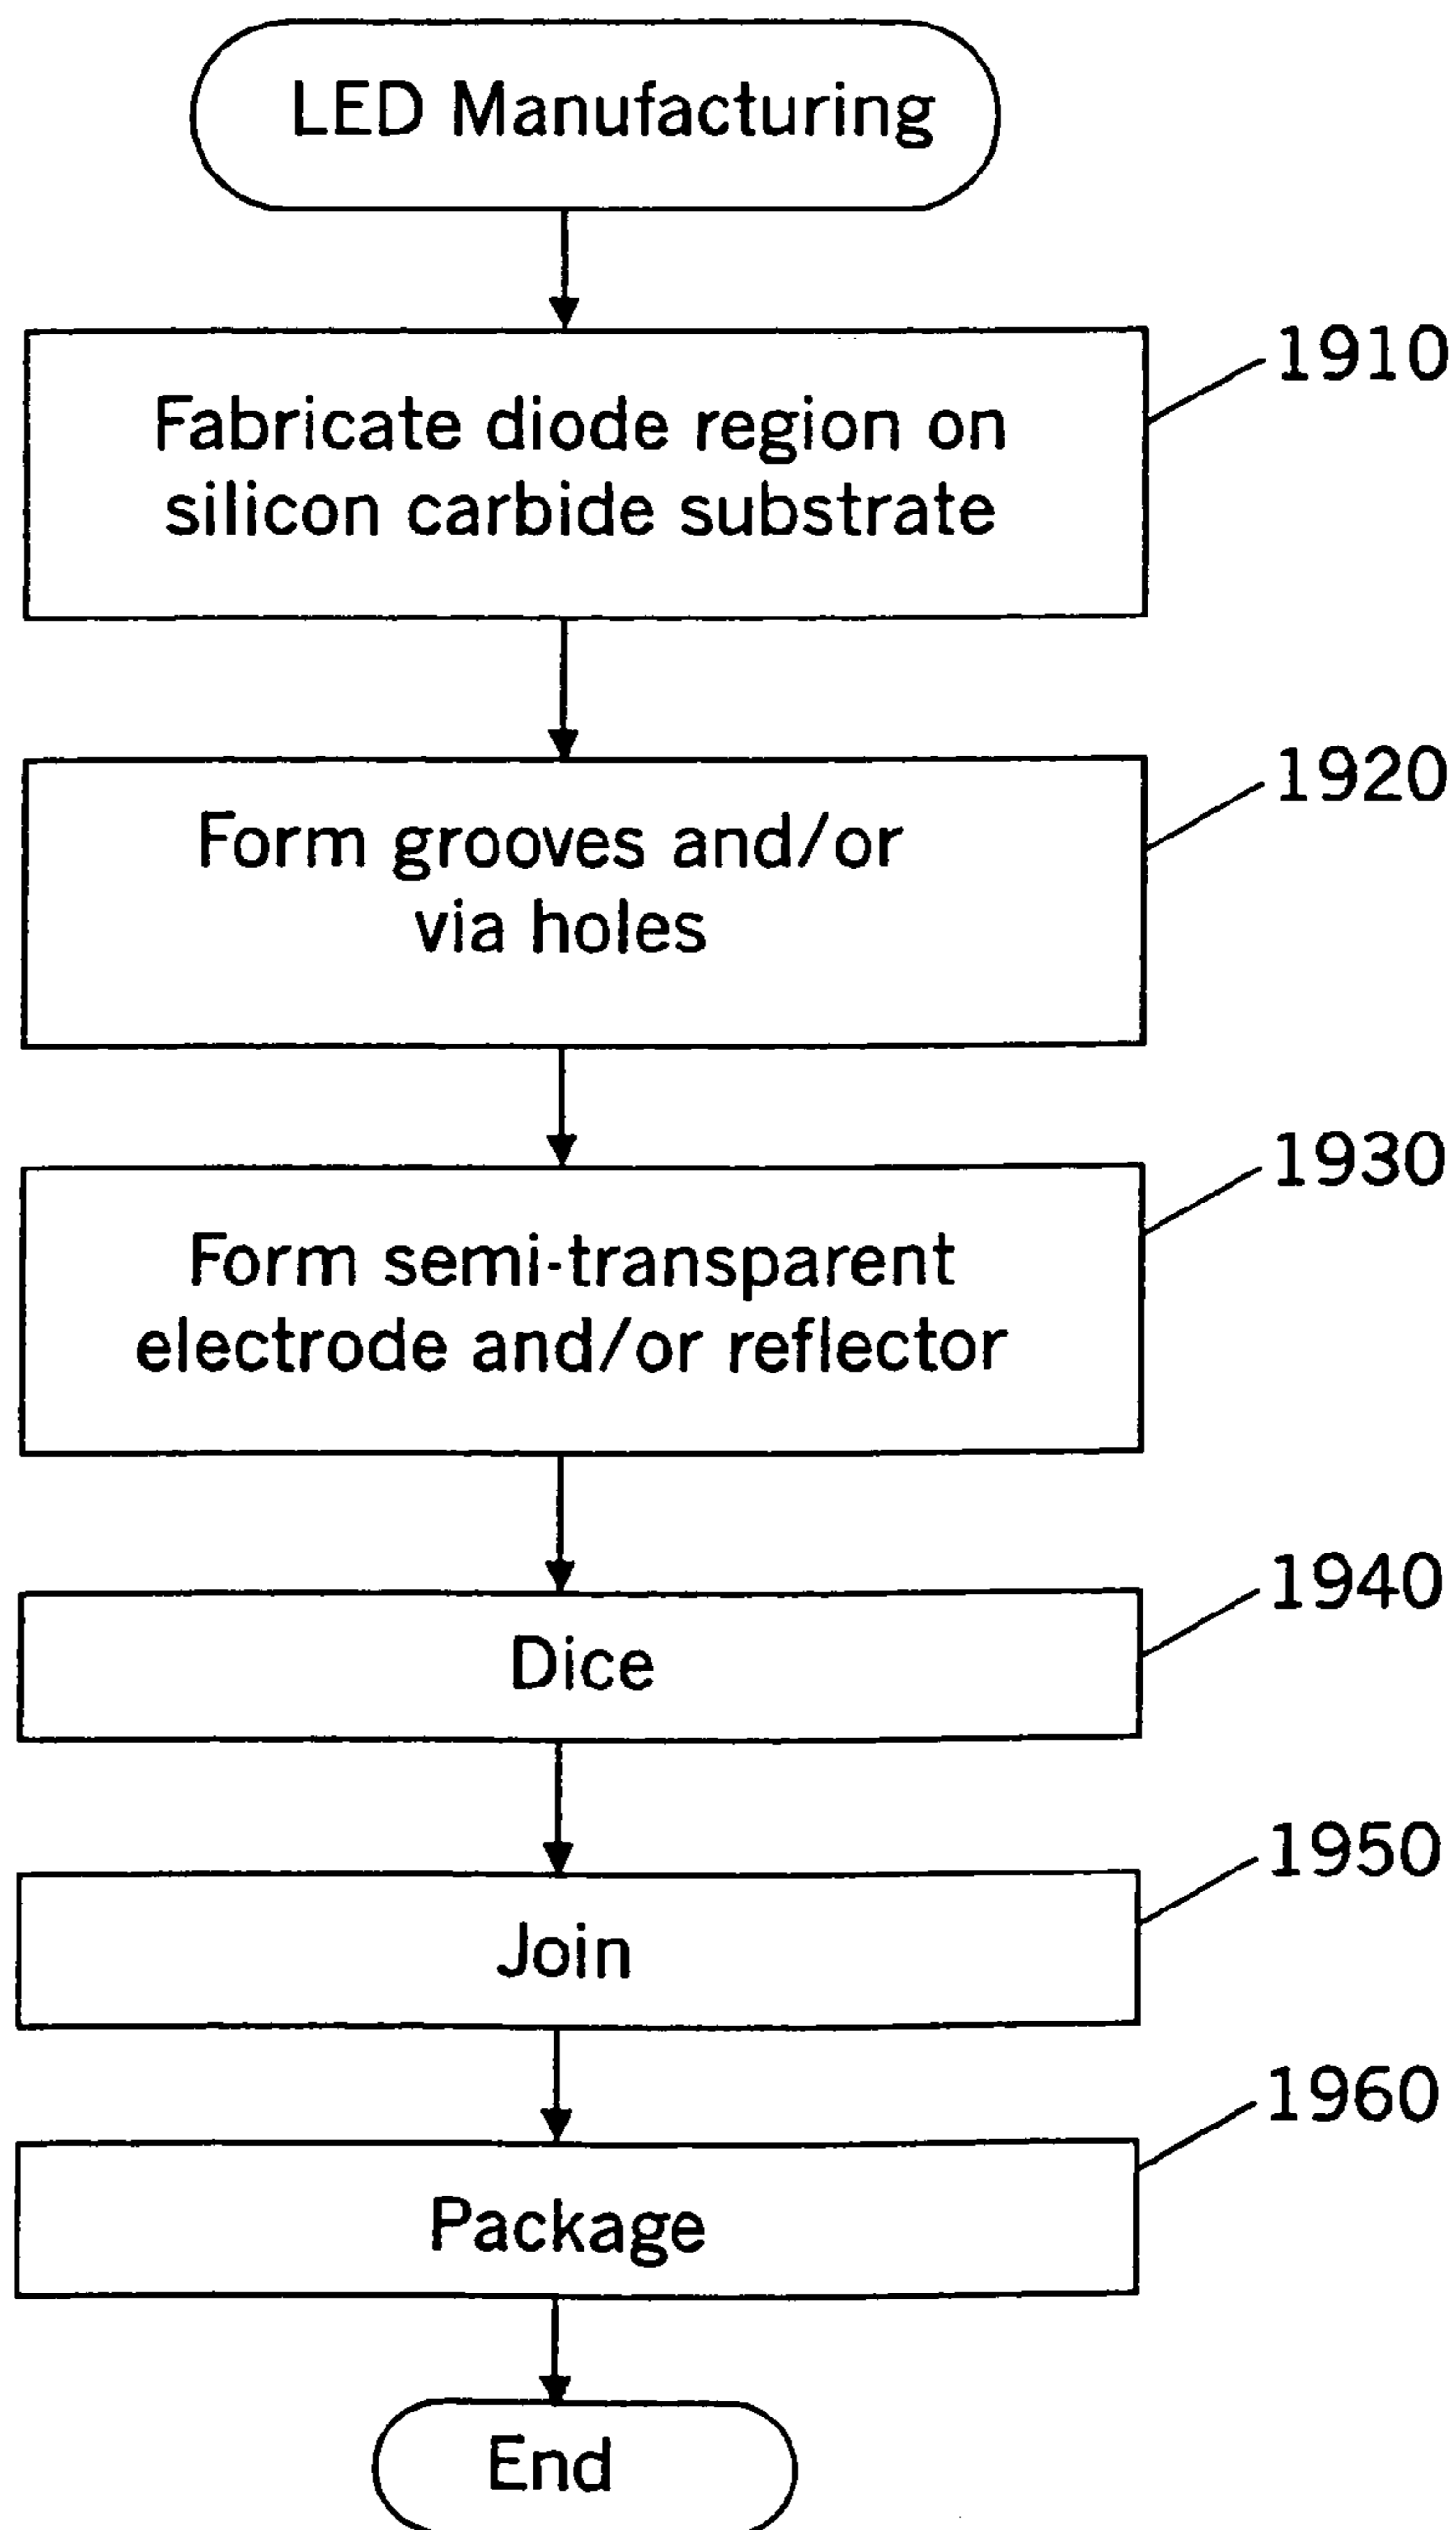 LED Manufacturing
1910
Fabricate diode region on
silicon carbide substrate
1920
Form grooves and/or
via holes
1930
Form semi-transparent
electrode and/or reflector
1940
Dice
1950
Join
1960
Package
End